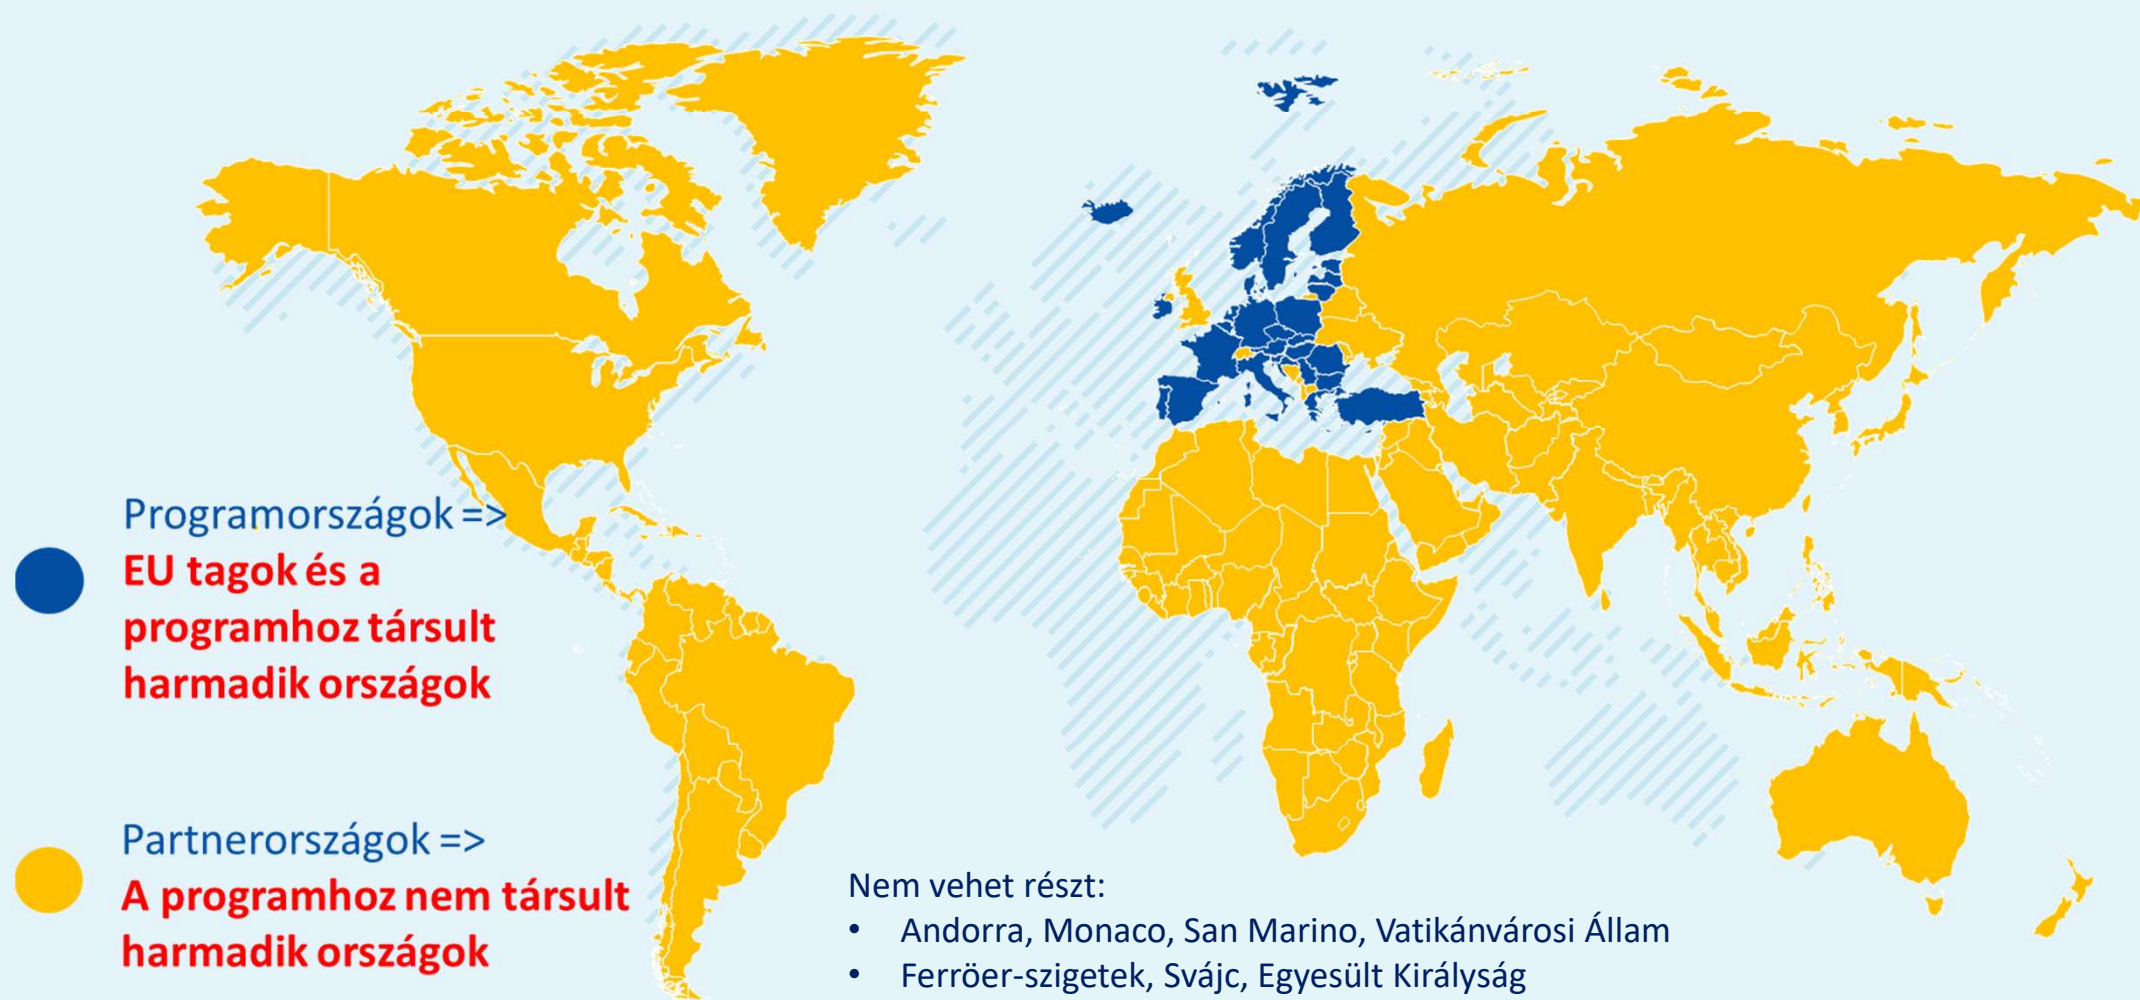 Programországok =>
EU tagok és a
programhoz társult
harmadik országok
Partnerországok =>
A programhoz nem társult
harmadik országok
Nem vehet részt:
• Andorra, Monaco, San Marino, Vatikánvárosi Állam
• Ferröer-szigetek, Svájc, Egyesült Királyság